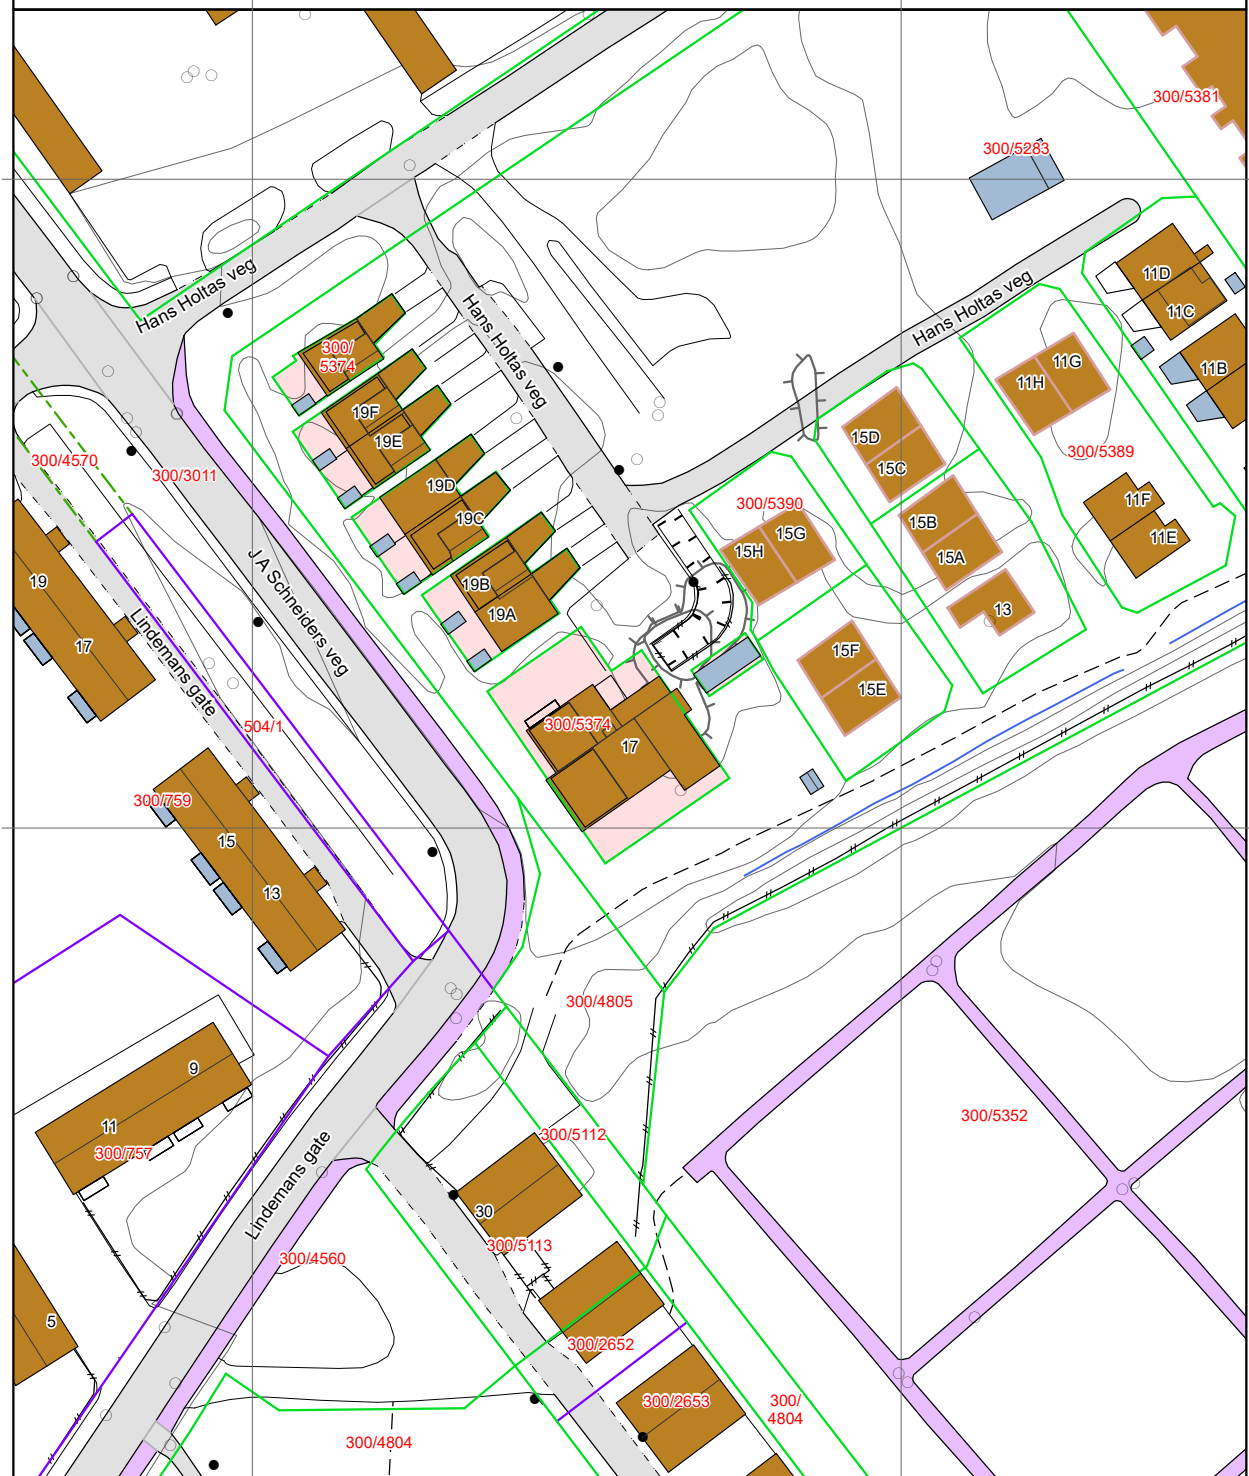 300/5381
300/5283
Hans Holtas veg
11D
11C
Hans Holtas veg
Hans Holtas veg
300/
5374
11B
11G
11H
19F
19E
15D
15C
300/5389
300/4570
300/3011
19D
19C
300/5390
15G
15H
11F
11E
15B
15A
19
17
J A Schneiders veg
19B
19A
13
Lindemans gate
15F
15E
504/1
300/5374
17
300/759
15
13
300/4805
9
11
300/757
300/5352
300/5112
Lindemans gate
30
300/5113
300/4560
5
300/2652
300/2653
300/
4804
300/4804